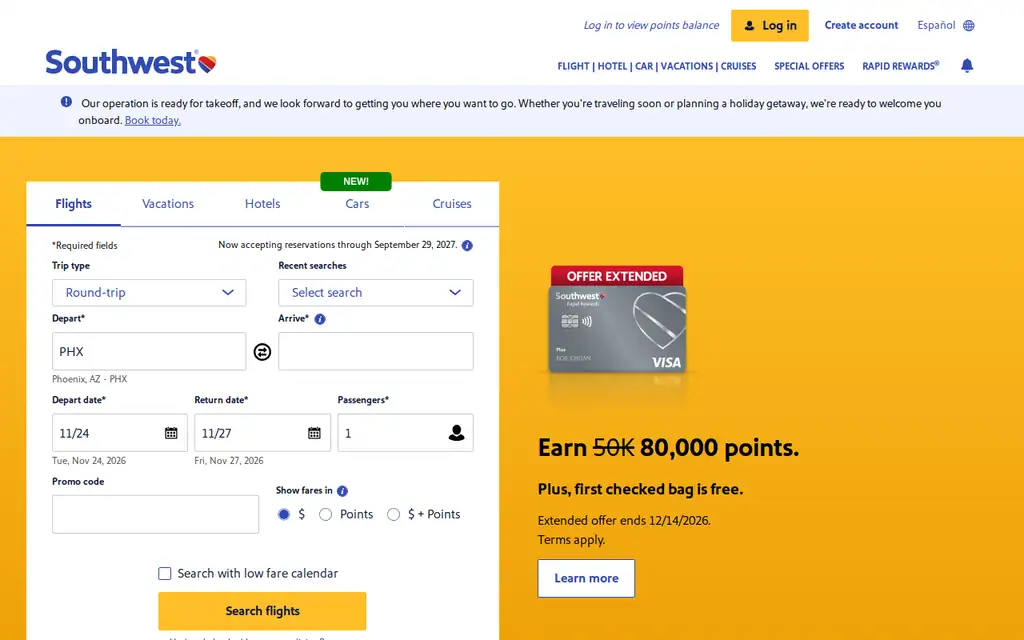 Log in to view points balance
Log in
Create account
Español
Southwest®
FLIGHT | HOTEL | CAR | VACATIONS | CRUISES
SPECIAL OFFERS
RAPID REWARDS®
Our operation is ready for takeoff, and we look forward to getting you where you want to go. Whether you're traveling soon or planning a holiday getaway, we're ready to welcome you
onboard. Book today.
NEW!
Flights
Vacations
Hotels
Cars
Cruises
*Required fields
Now accepting reservations through September 29, 2027.
Trip type
Recent searches
Round-trip
Select search
Depart*
Arrive*
PHX
Phoenix, AZ - PHX
Depart date*
Return date*
Passengers*
11/24
11/27
1
Tue, Nov 24, 2026
Fri, Nov 27, 2026
Promo code
Show fares in
$
Points
$ + Points
Search with low fare calendar
Search flights
OFFER EXTENDED
Southwest
Rapid Rewards
Plus
VISA
Earn 50K 80,000 points.
Plus, first checked bag is free.
Extended offer ends 12/14/2026.
Terms apply.
Learn more